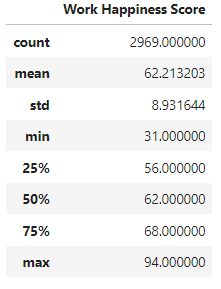 Work Happiness Score
count 2969.000000
mean 62.213203
std 8.931644
min 31.000000
25% 56.000000
50% 62.000000
75% 68.000000
max 94.000000